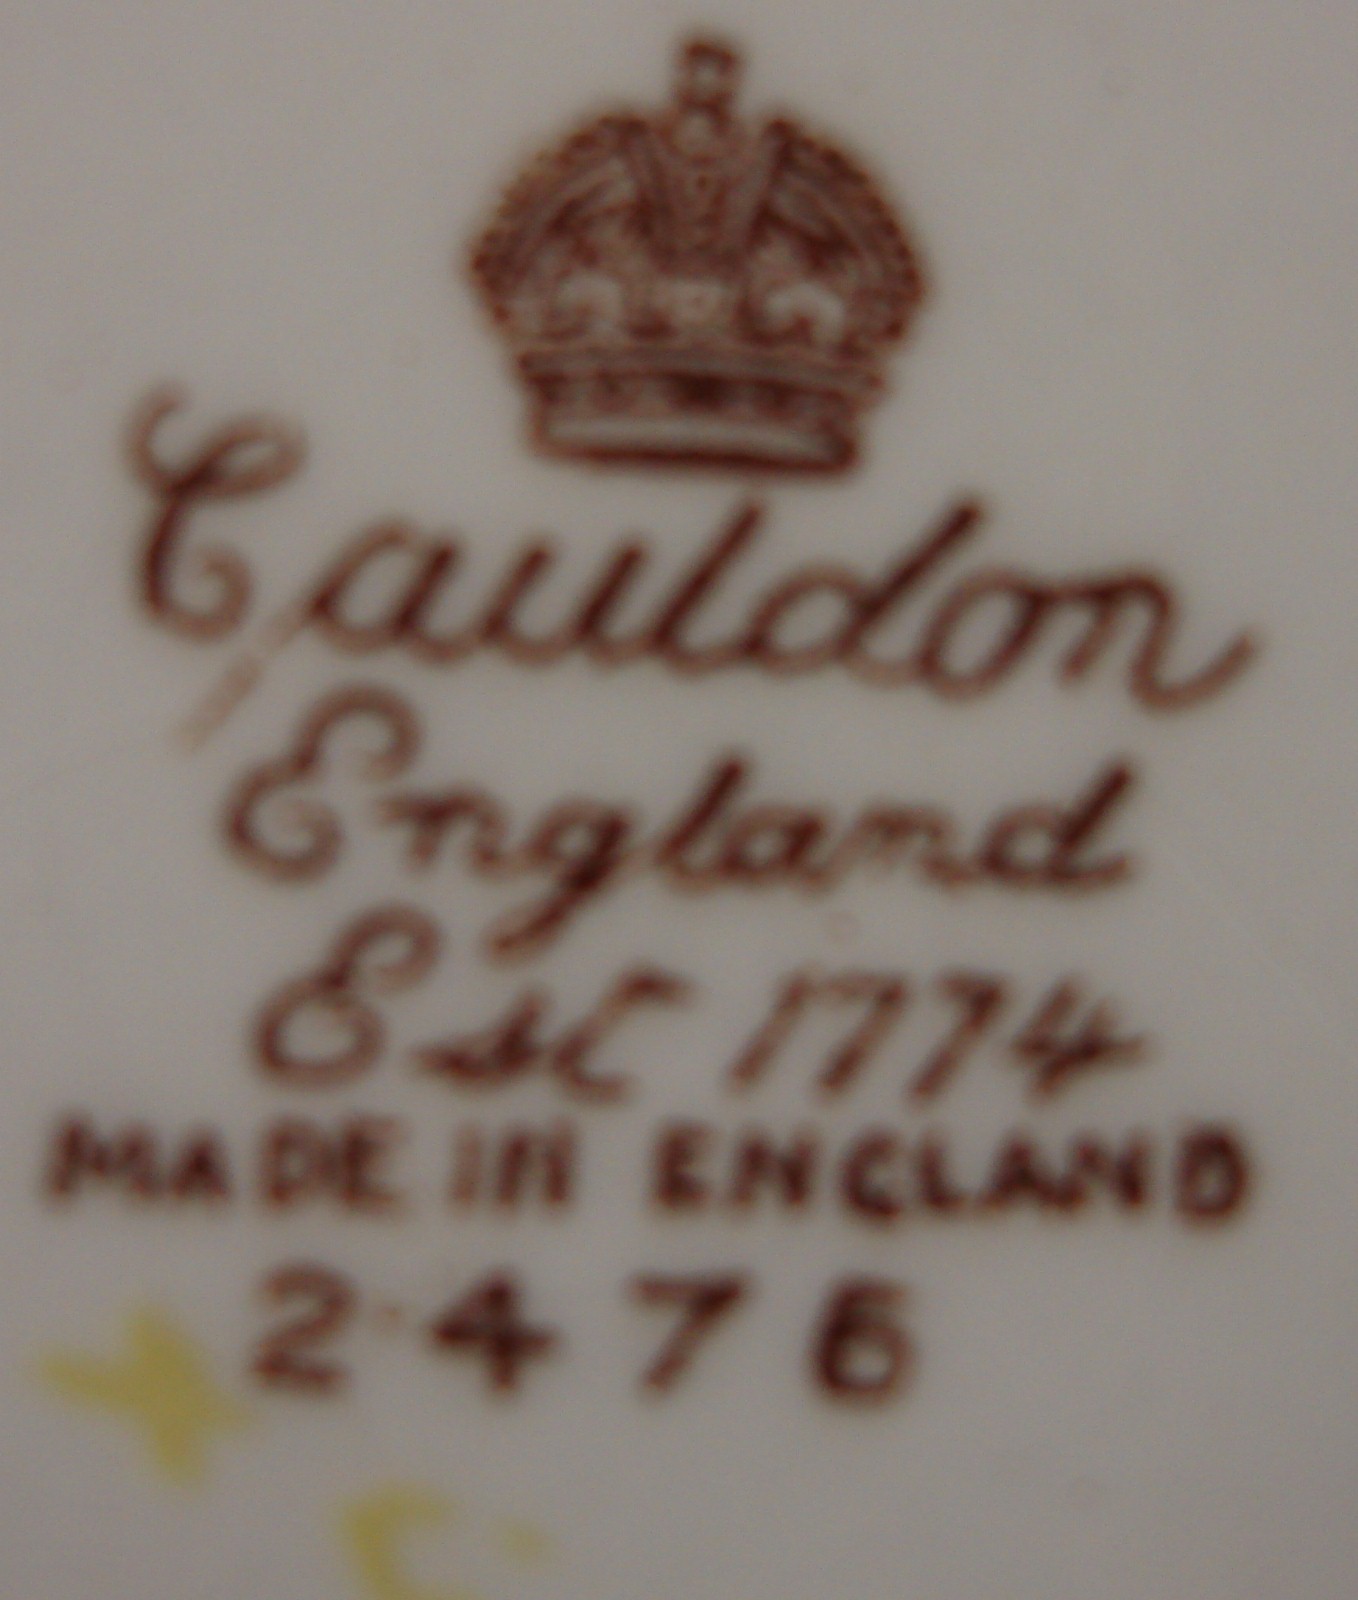 Cauldon
England
Est 1774
MADE IN ENGLAND
2476